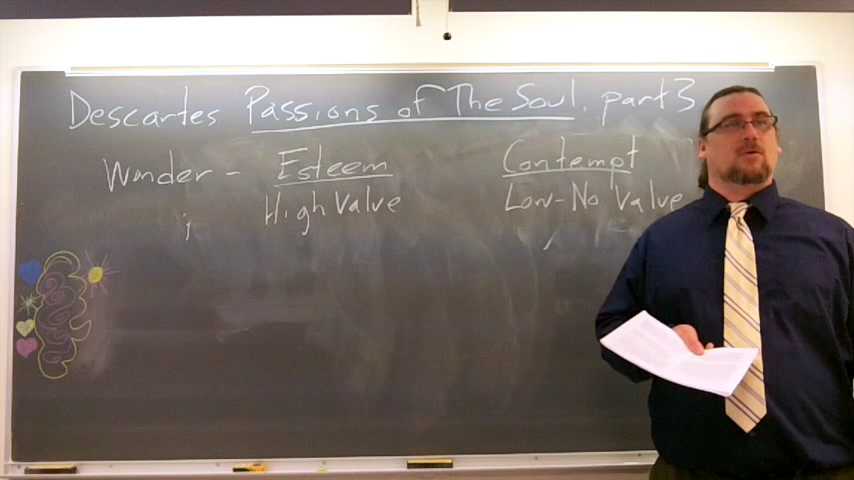 Descartes Passions of The Soul, part 3
Wonder - Esteem Contempt
High Value Low-No Value